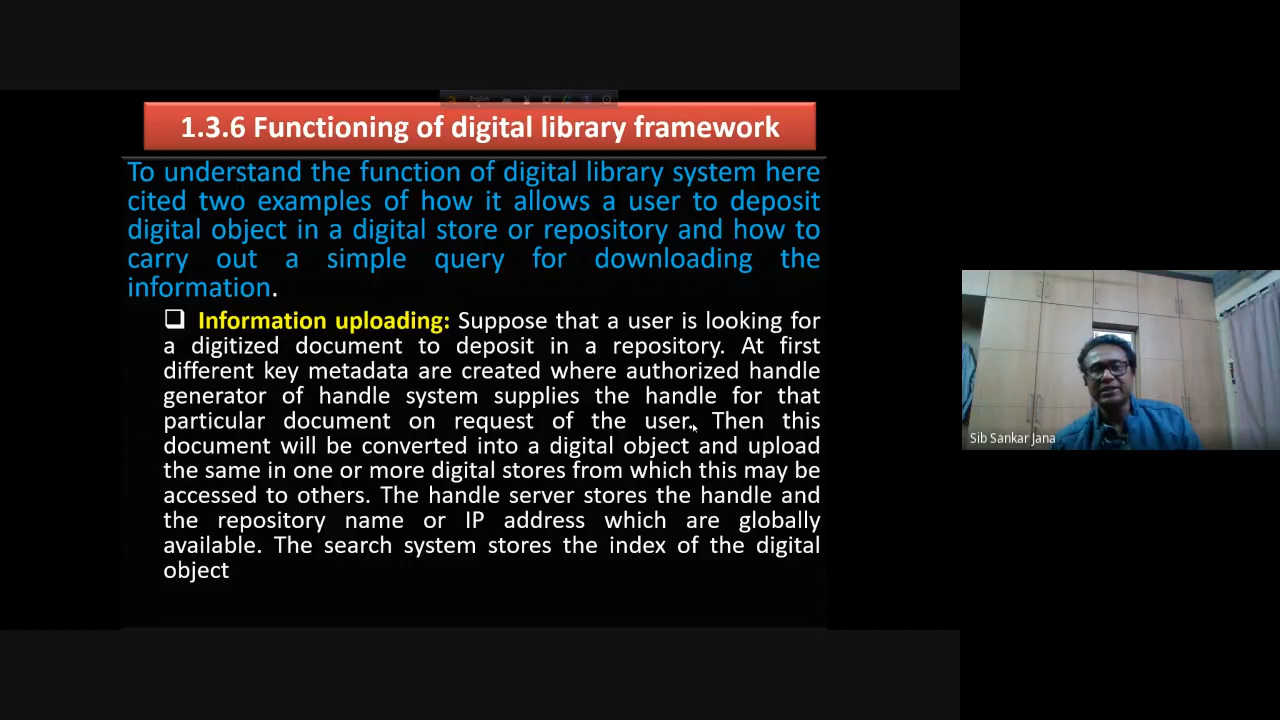 1.3.6 Functioning of digital library framework
To understand the function of digital library system here
cited two examples of how it allows a user to deposit
digital object in a digital store or repository and how to
carry out a simple query for downloading the
information.
❑ Information uploading: Suppose that a user is looking for
a digitized document to deposit in a repository. At first
different key metadata are created where authorized handle
generator of handle system supplies the handle for that
particular document on request of the user. Then this
document will be converted into a digital object and upload
the same in one or more digital stores from which this may be
accessed to others. The handle server stores the handle and
the repository name or IP address which are globally
available. The search system stores the index of the digital
object
Sib Sankar Jana